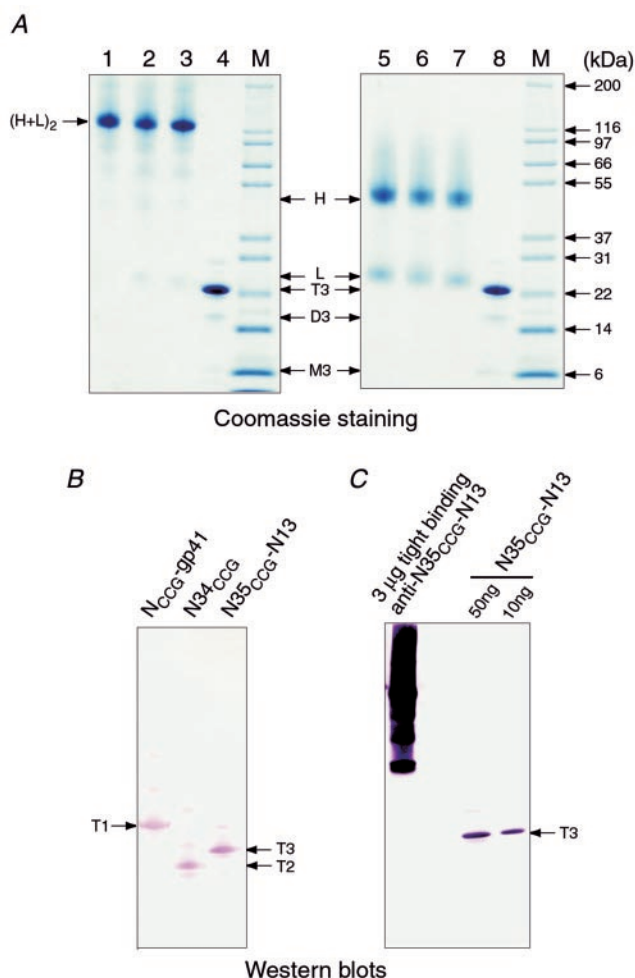 A
1 2 3 4 M 5 6 7 8 M (kDa)
(H+L)2
200
116
97
66
55
H
37
31
L
T3
22
D3
14
M3
6
Coomassie staining
B
NCCG-gp41
N34CCG
N35CCG-N13
T1
T3
T2
C
3 µg tight binding
anti-N35CCG-N13
N35CCG-N13
50ng
10ng
T3
Western blots